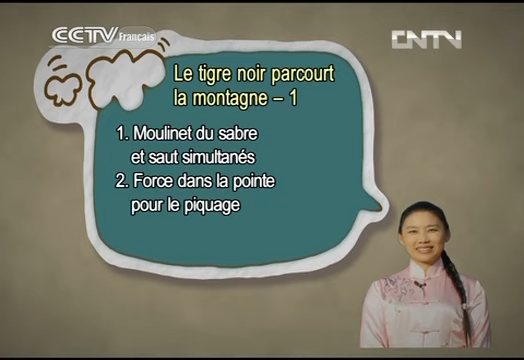 CCTV Français
CNTV
Le tigre noir parcourt
la montagne – 1
1. Moulinet du sabre
et saut simultanés
2. Force dans la pointe
pour le piquage